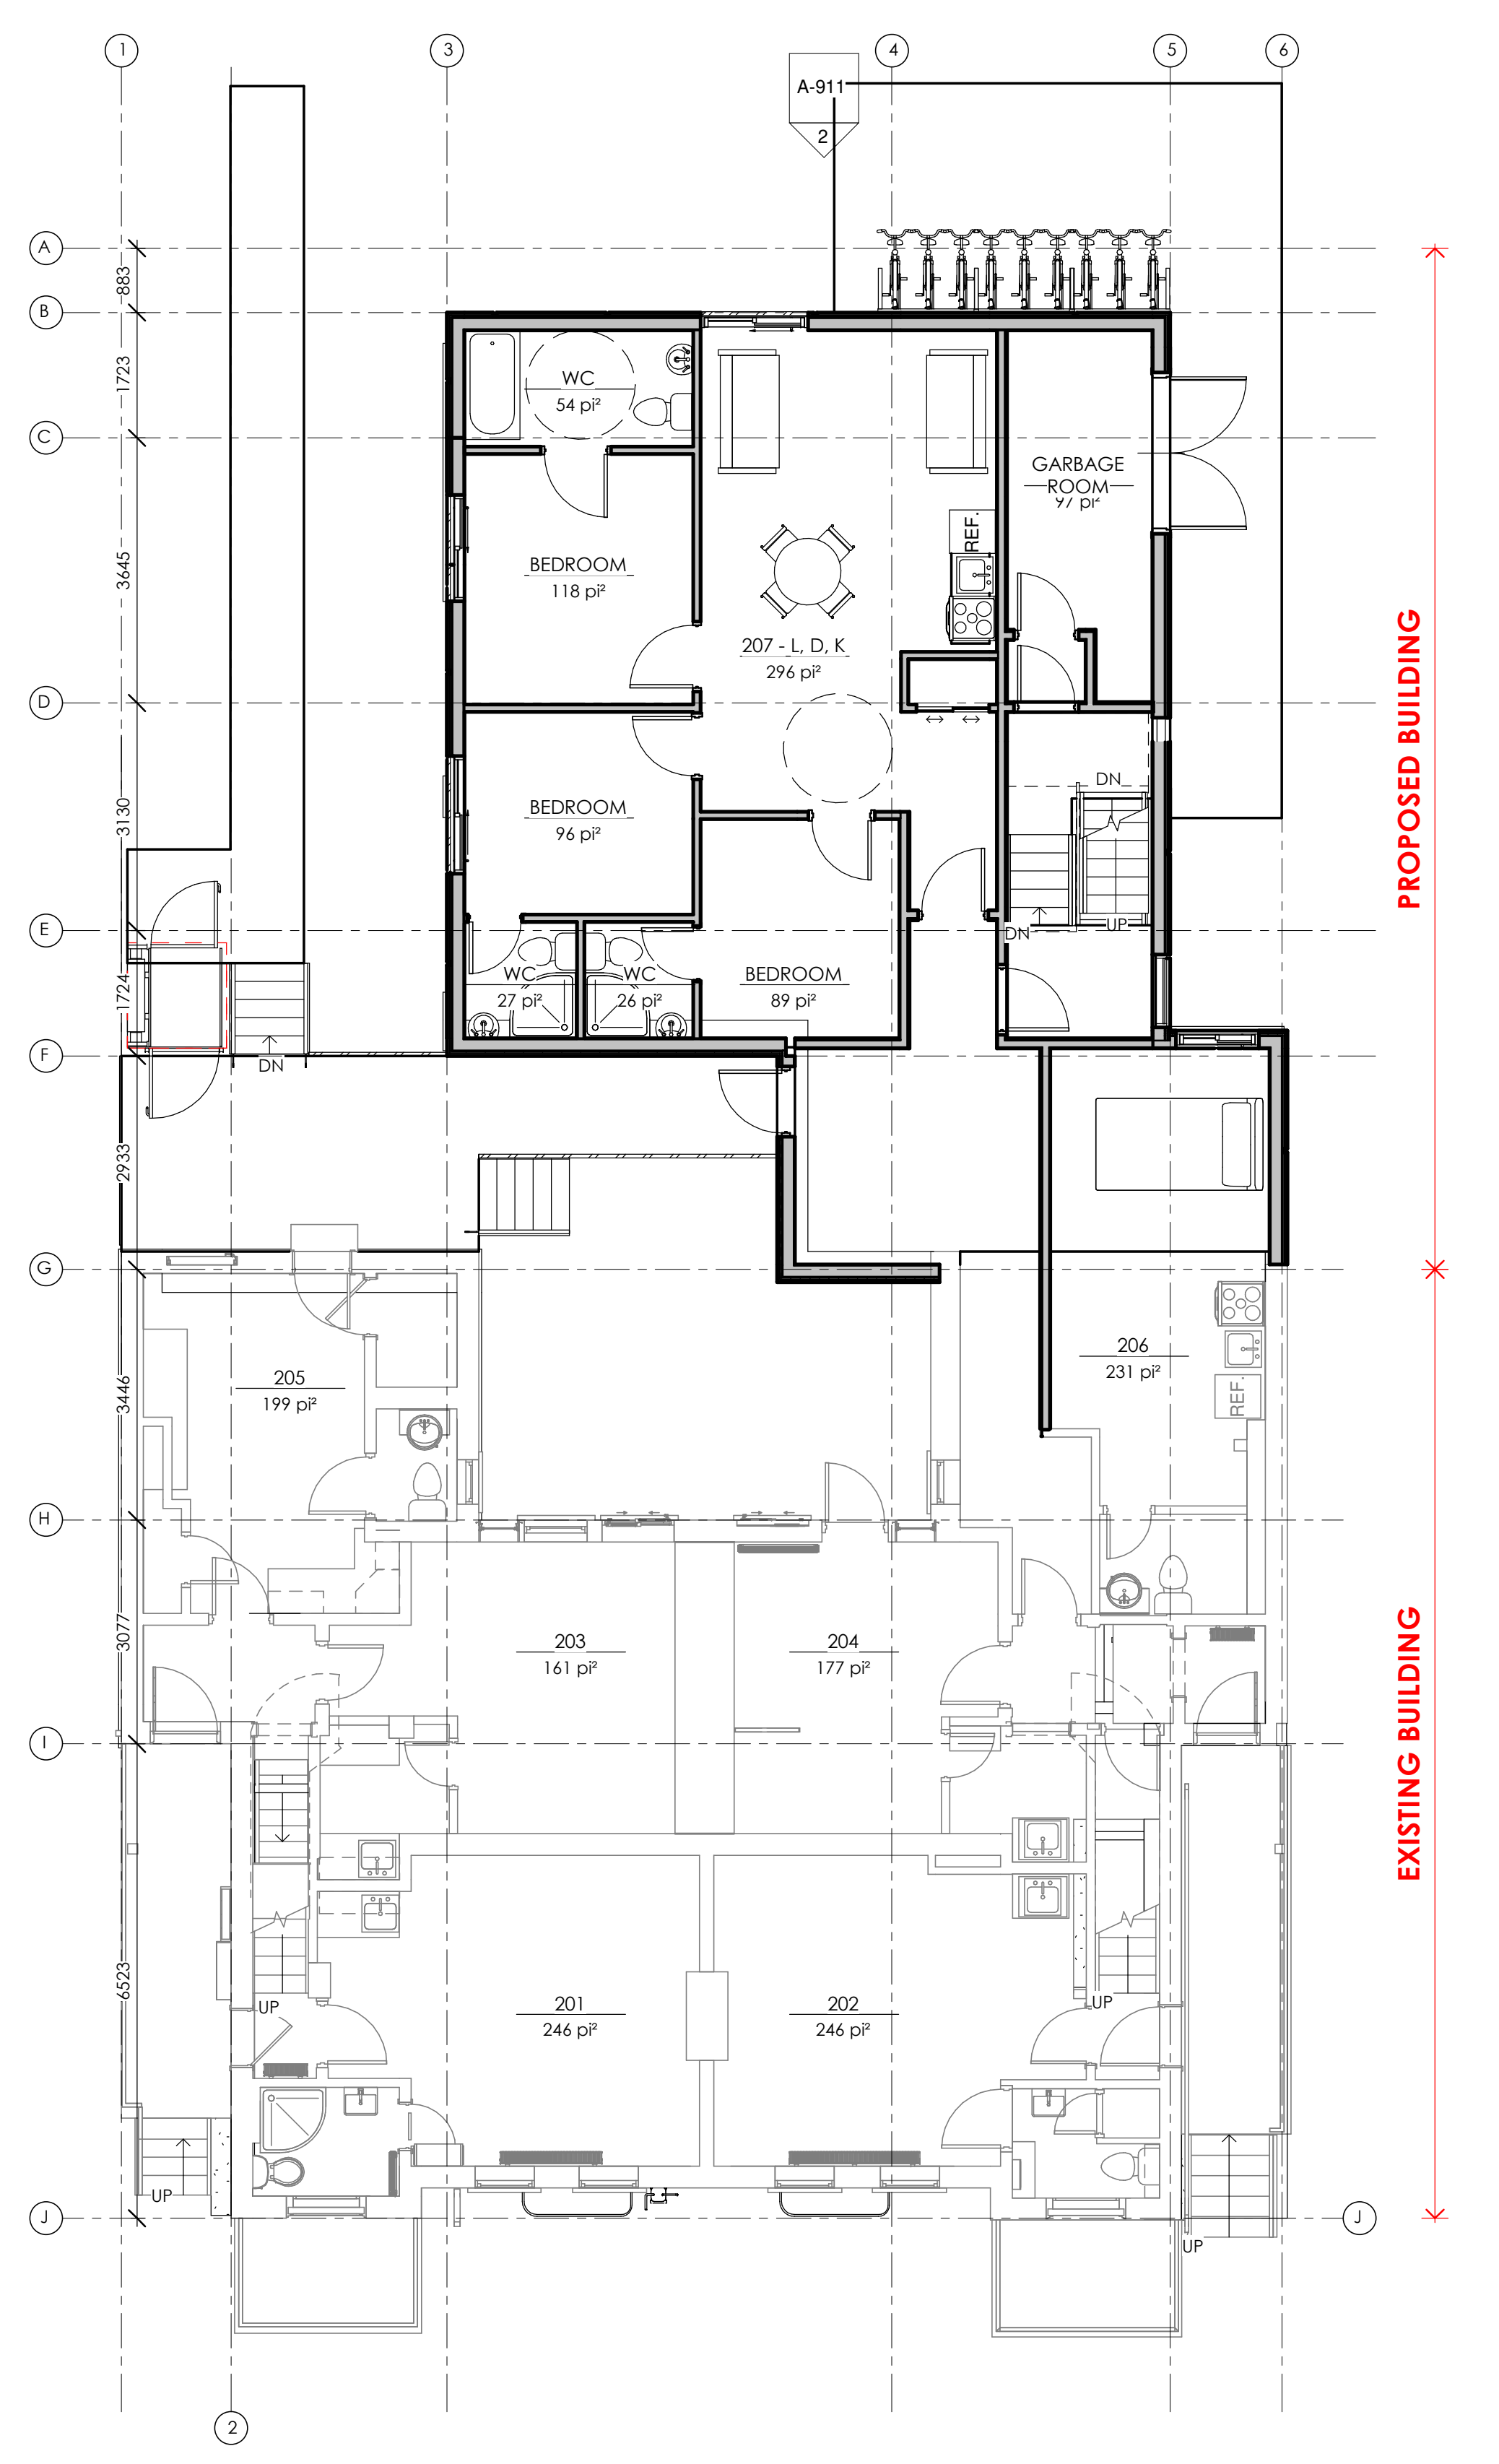 1
3
4
5
6
A-911
2
A
883
B
1723
WC
54 pi²
C
GARBAGE
ROOM
97 pi²
REF.
3645
BEDROOM
118 pi²
207 - L, D, K
296 pi²
PROPOSED BUILDING
D
DN
3130
BEDROOM
96 pi²
E
DN
UP
1724
WC
27 pi²
WC
26 pi²
BEDROOM
89 pi²
F
DN
2933
G
206
231 pi²
205
199 pi²
REF.
3446
H
3077
203
161 pi²
204
177 pi²
EXISTING BUILDING
I
6523
UP
201
246 pi²
202
246 pi²
UP
UP
J
J
UP
2